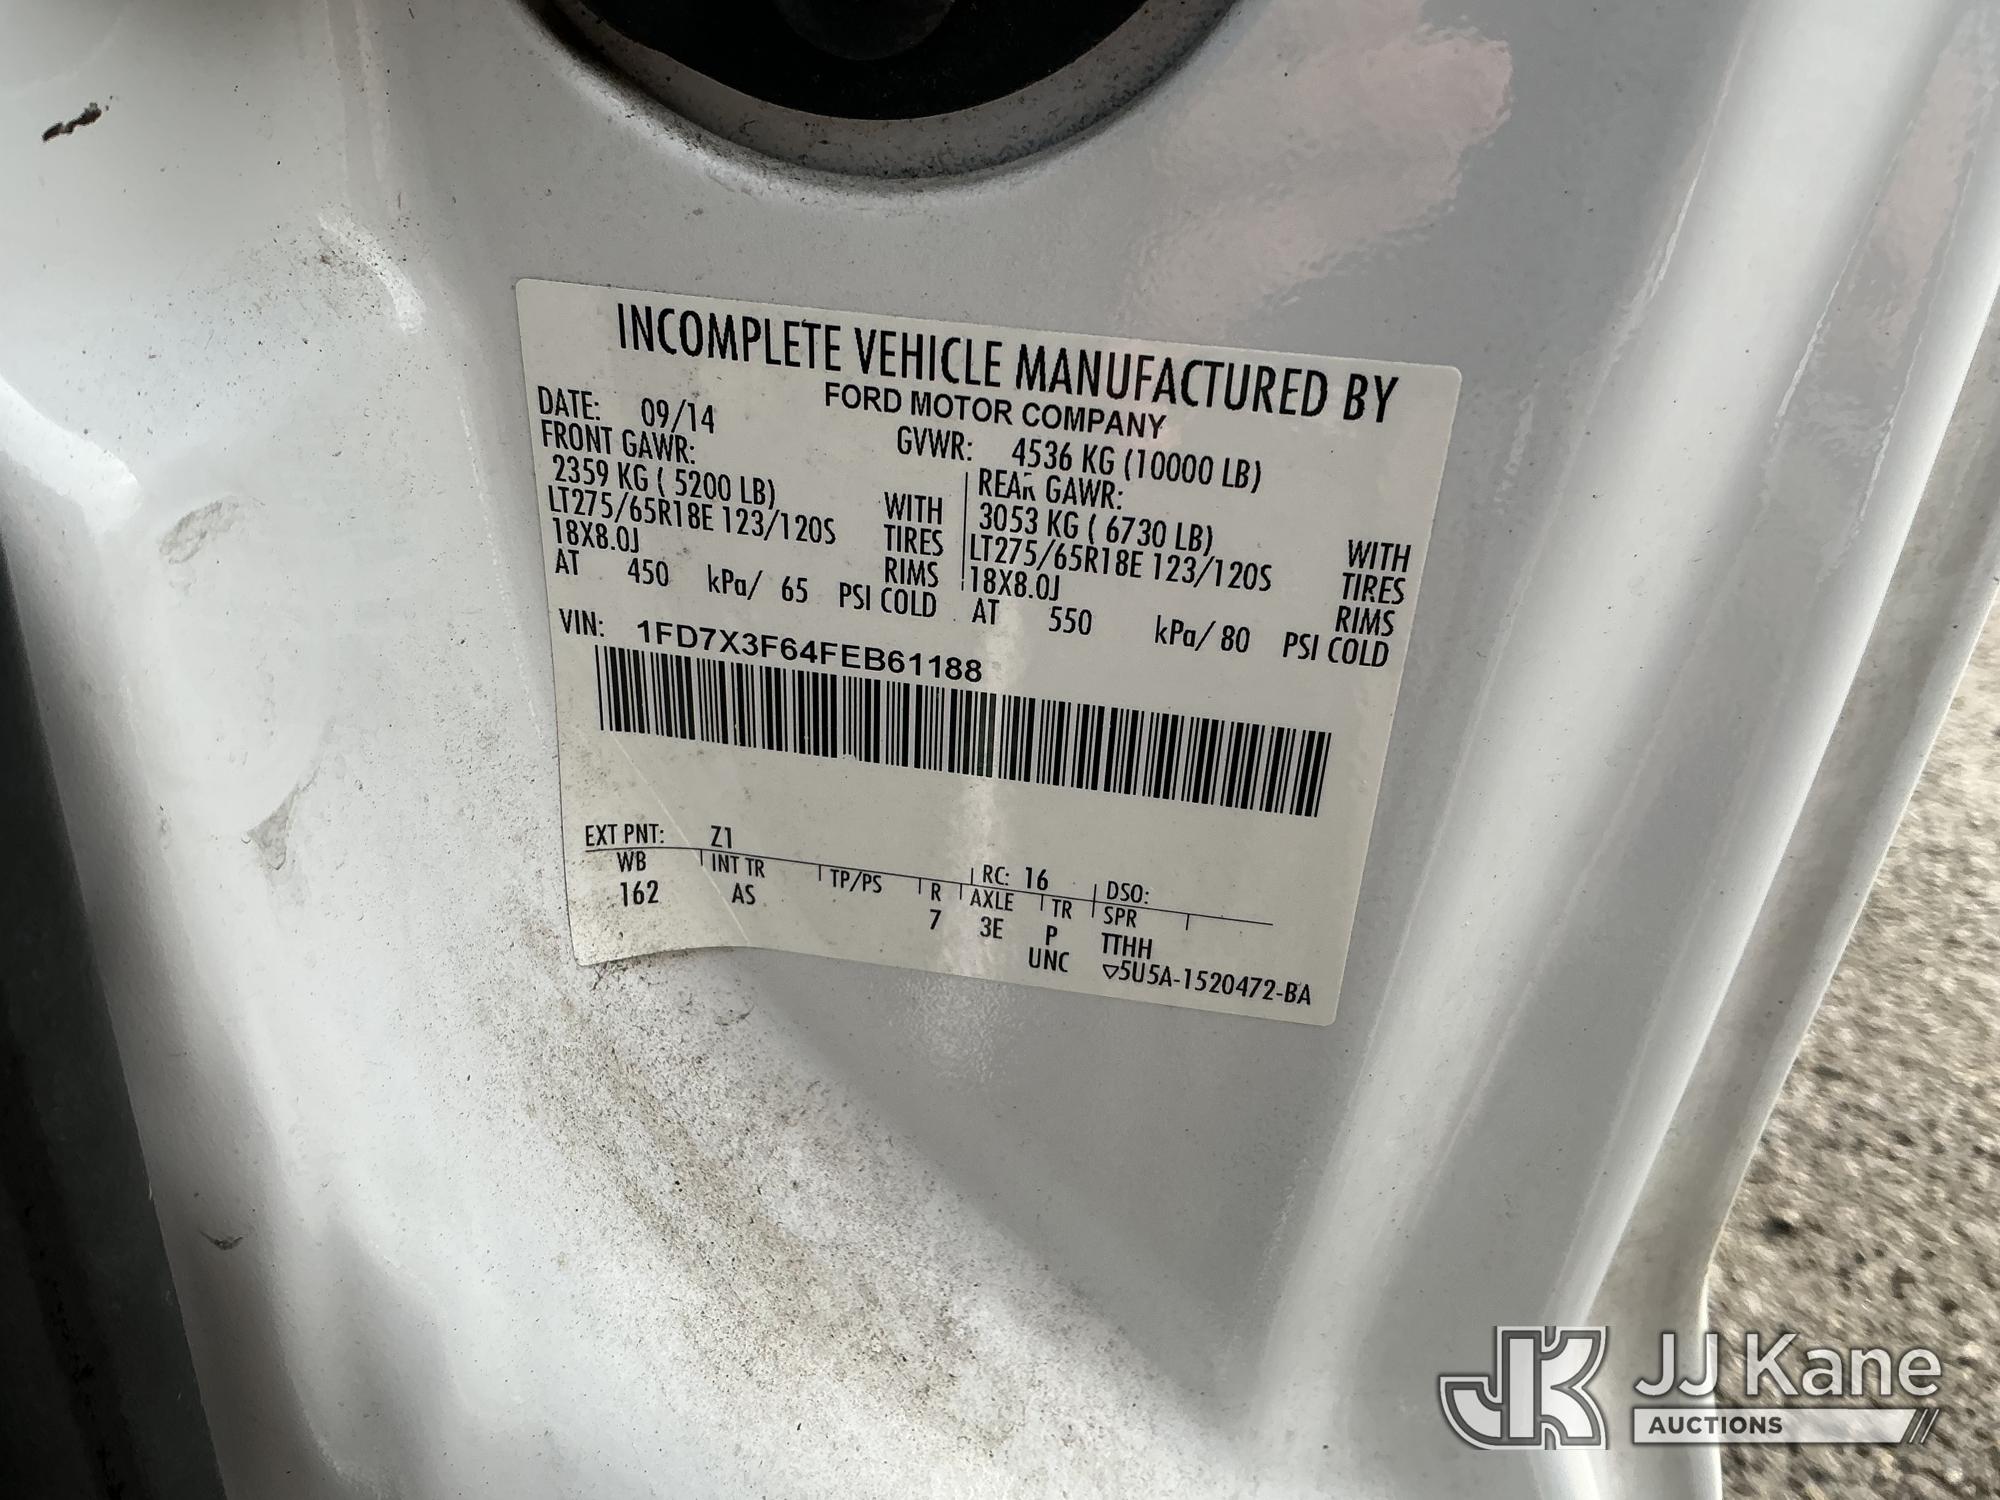 INCOMPLETE VEHICLE MANUFACTURED BY
FORD MOTOR COMPANY
DATE: 09/14 GVWR: 4536 KG (10000 LB)
FRONT GAWR: REAR GAWR:
2359 KG ( 5200 LB) WITH 3053 KG ( 6730 LB) WITH
LT275/65R18E 123/120S TIRES LT275/65R18E 123/120S TIRES
18X8.0J RIMS 18X8.0J RIMS
AT 450 kPa/ 65 PSI COLD AT 550 kPa/ 80 PSI COLD
VIN: 1FD7X3F64FEB61188
EXT PNT: Z1 RC: 16 DSO:
WB INT TR TP/PS R AXLE TR SPR
162 AS 7 3E P TTHH
UNC ▽5U5A-1520472-BA
JK JJ Kane
AUCTIONS